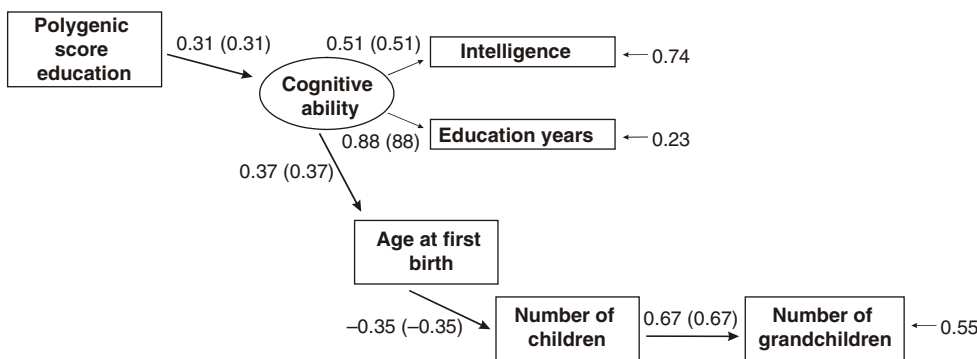 Polygenic
score
education
0.31 (0.31)
0.51 (0.51)
Intelligence
0.74
Cognitive
ability
0.88 (88)
Education years
0.23
0.37 (0.37)
Age at first
birth
–0.35 (–0.35)
Number of
children
0.67 (0.67)
Number of
grandchildren
0.55